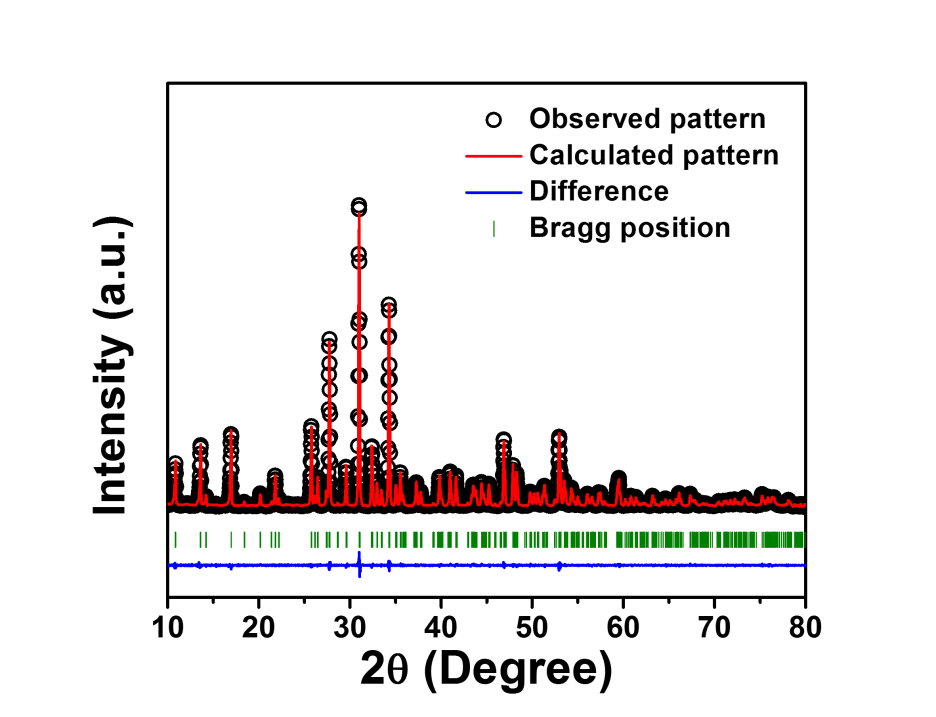 Observed pattern
Calculated pattern
Difference
Bragg position
Intensity (a.u.)
10 20 30 40 50 60 70 80
2θ (Degree)